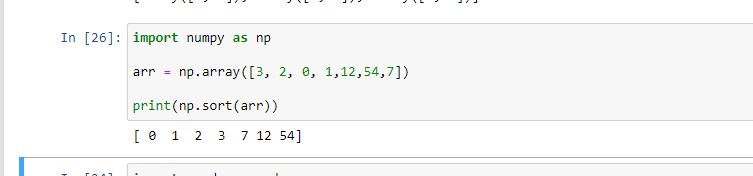 In [26]: import numpy as np
arr = np.array([3, 2, 0, 1,12,54,7])
print(np.sort(arr))
[ 0  1  2  3  7 12 54]